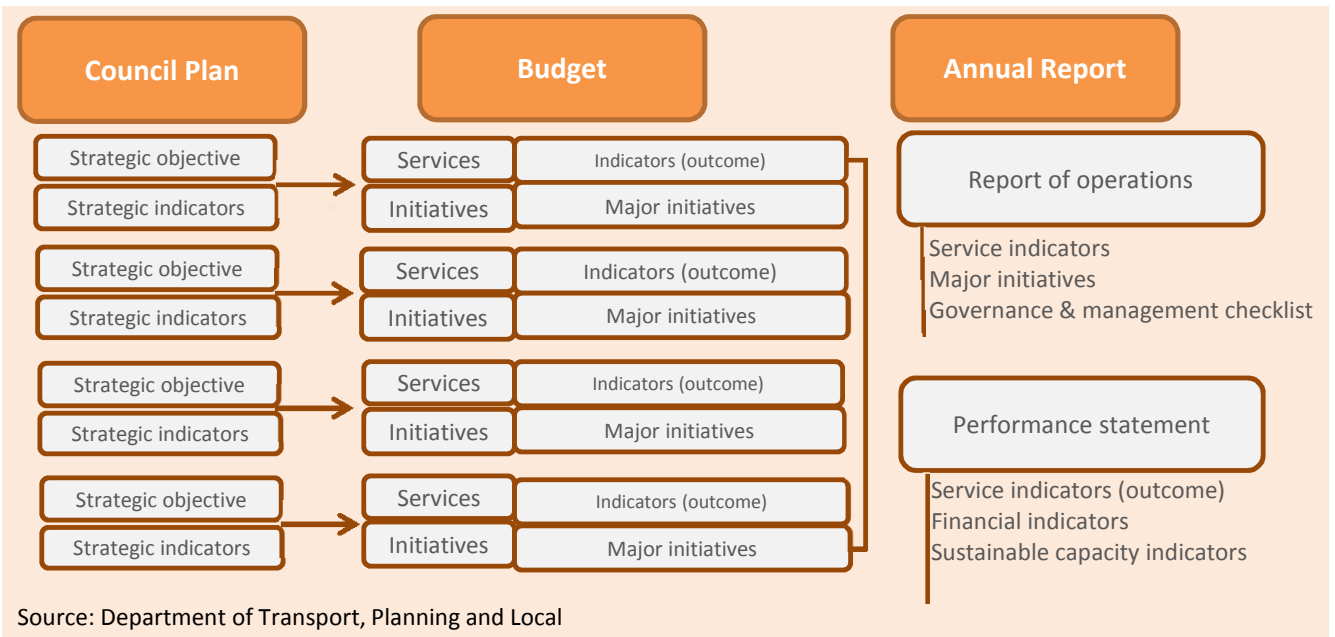 Council Plan
Budget
Annual Report
Strategic objective
Strategic indicators
Services
Indicators (outcome)
Initiatives
Major initiatives
Strategic objective
Strategic indicators
Services
Indicators (outcome)
Initiatives
Major initiatives
Strategic objective
Strategic indicators
Services
Indicators (outcome)
Initiatives
Major initiatives
Strategic objective
Strategic indicators
Services
Indicators (outcome)
Initiatives
Major initiatives
Report of operations
Service indicators
Major initiatives
Governance & management checklist
Performance statement
Service indicators (outcome)
Financial indicators
Sustainable capacity indicators
Source: Department of Transport, Planning and Local